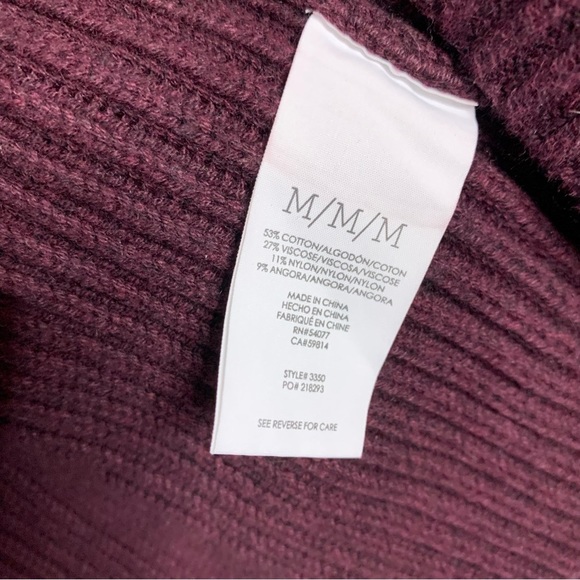 M/M/M
53% COTTON/ALGODÓN/COTON
27% VISCOSE/VISCOSA/VISCOSE
11% NYLON/NYLON/NYLON
9% ANGORA/ANGORA/ANGORA
MADE IN CHINA
HECHO EN CHINA
FABRIQUÉ EN CHINE
RN#54077
CA#59814
STYLE# 3350
PO# 218293
SEE REVERSE FOR CARE